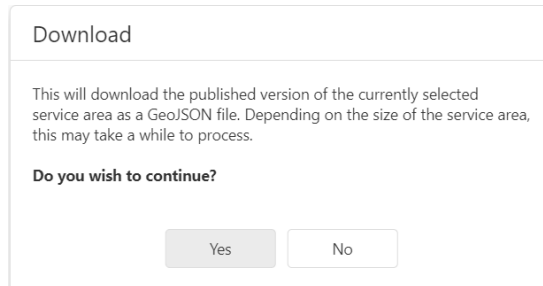 Download
This will download the published version of the currently selected
service area as a GeoJSON file. Depending on the size of the service area,
this may take a while to process.
Do you wish to continue?
Yes No